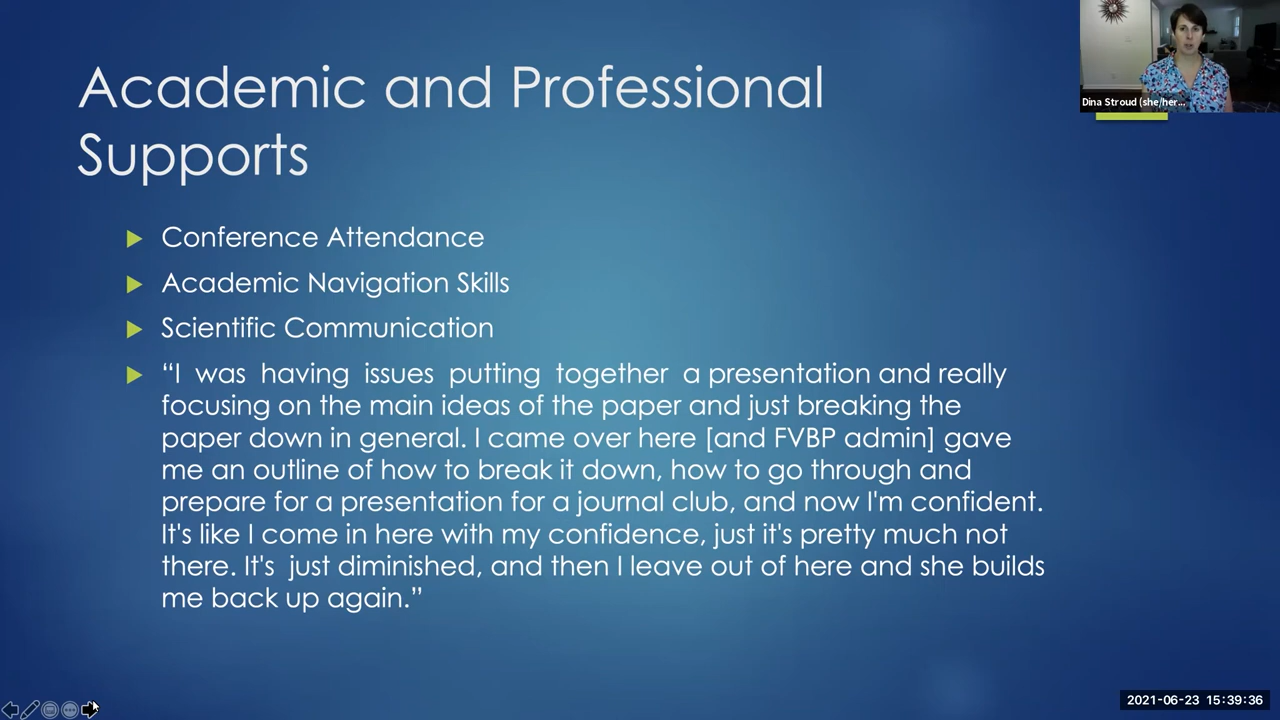 Academic and Professional
Supports
Conference Attendance
Academic Navigation Skills
Scientific Communication
“I was having issues putting together a presentation and really
focusing on the main ideas of the paper and just breaking the
paper down in general. I came over here [and FVBP admin] gave
me an outline of how to break it down, how to go through and
prepare for a presentation for a journal club, and now I'm confident.
It's like I come in here with my confidence, just it's pretty much not
there. It's just diminished, and then I leave out of here and she builds
me back up again.”
Dina Stroud (she/her...
2021-06-23 15:39:36